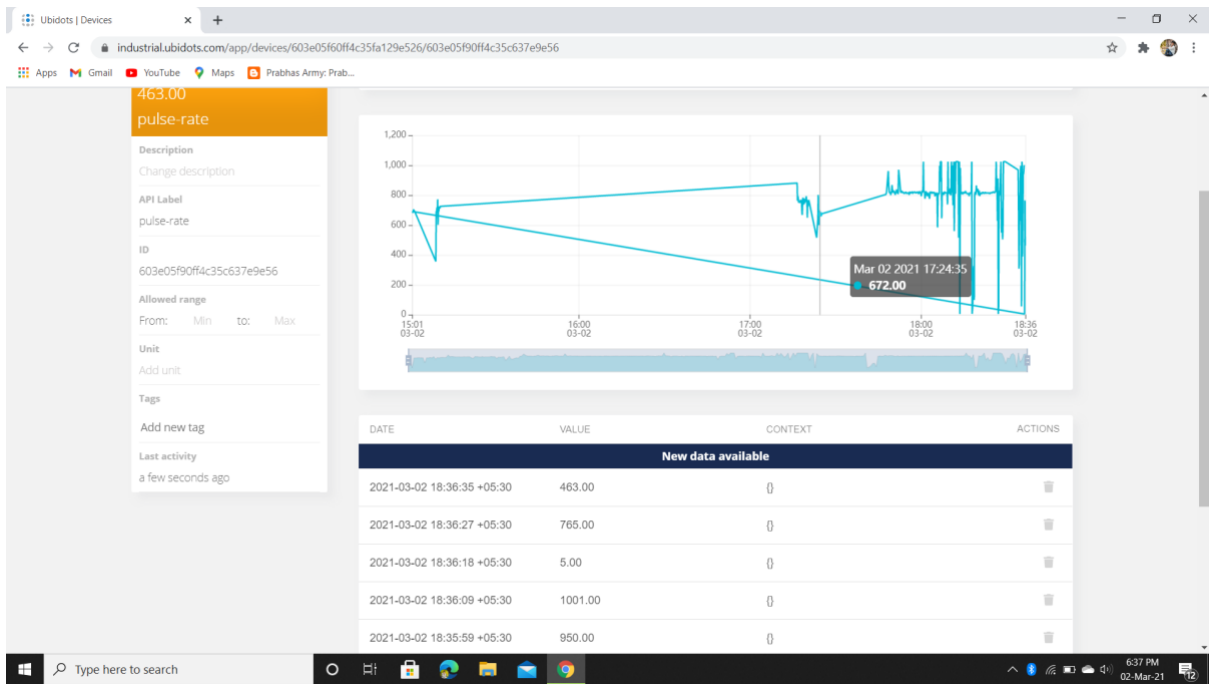 Ubidots | Devices
industrial.ubidots.com/app/devices/603e05f60ff4c35fa129e526/603e05f90ff4c35c637e9e56
Apps Gmail YouTube Maps Prabhas Army: Prab...
463.00
pulse-rate
Description
Change description
API Label
pulse-rate
ID
603e05f90ff4c35c637e9e56
Allowed range
From: Min to: Max
Unit
Add unit
Tags
Add new tag
Last activity
a few seconds ago
1,200
1,000
800
600
400
200
0
Mar 02 2021 17:24:35
672.00
15:01 16:00 17:00 18:00 18:36
03-02 03-02 03-02 03-02 03-02
DATE VALUE CONTEXT ACTIONS
New data available
2021-03-02 18:36:35 +05:30 463.00 {}
2021-03-02 18:36:27 +05:30 765.00 {}
2021-03-02 18:36:18 +05:30 5.00 {}
2021-03-02 18:36:09 +05:30 1001.00 {}
2021-03-02 18:35:59 +05:30 950.00 {}
Type here to search
6:37 PM
02-Mar-21
12